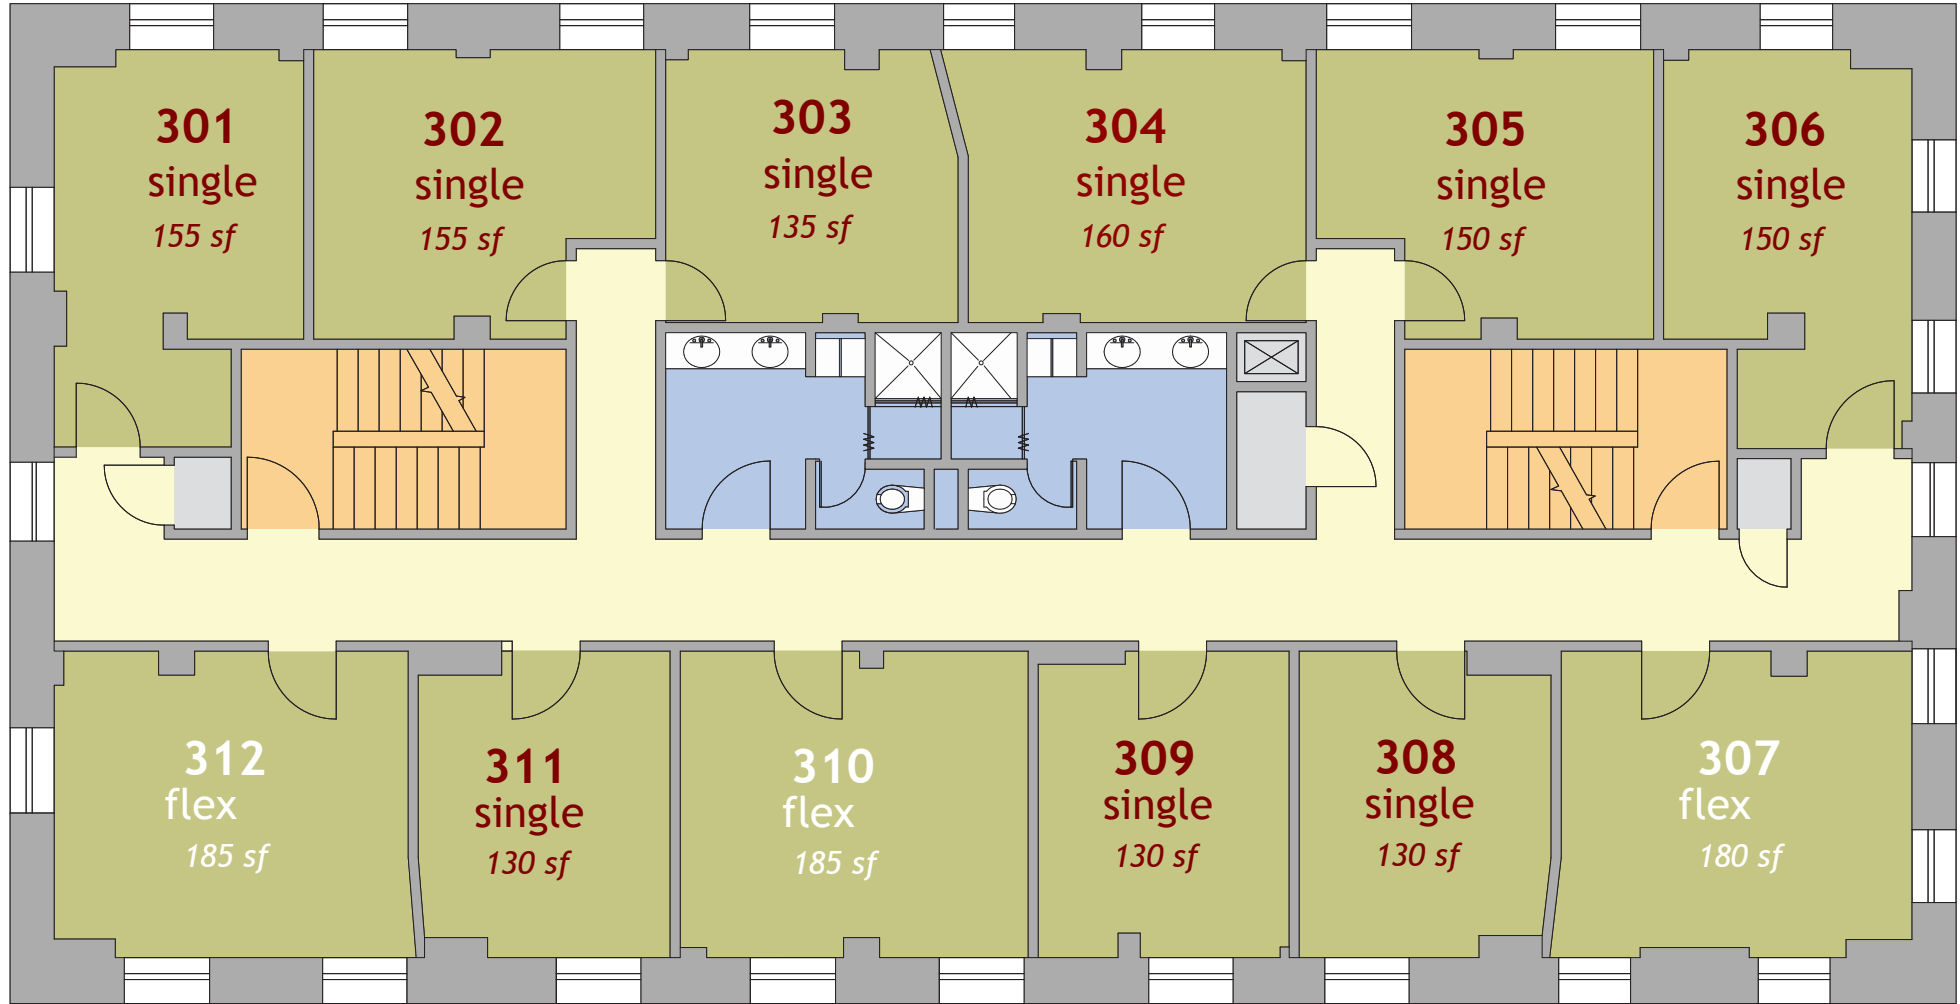 301
single
155 sf
302
single
155 sf
303
single
135 sf
304
single
160 sf
305
single
150 sf
306
single
150 sf
312
flex
185 sf
311
single
130 sf
310
flex
185 sf
309
single
130 sf
308
single
130 sf
307
flex
180 sf